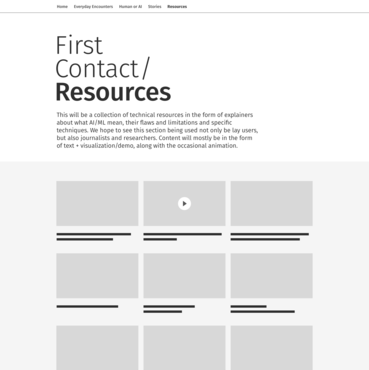 Home Everyday Encounters Human or AI Stories Resources
First
Contact/
Resources
This will be a collection of technical resources in the form of explainers
about what AI/ML mean, their flaws and limitations and specific
techniques. We hope to see this section being used not only be lay users,
but also journalists and researchers. Content will mostly be in the form
of text + visualization/demo, along with the occasional animation.